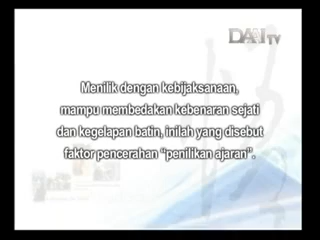 DAAI TV
Menilik dengan kebijaksanaan,
mampu membedakan kebenaran sejati
dan kegelapan batin, inilah yang disebut
faktor pencerahan “penilikan ajaran”.